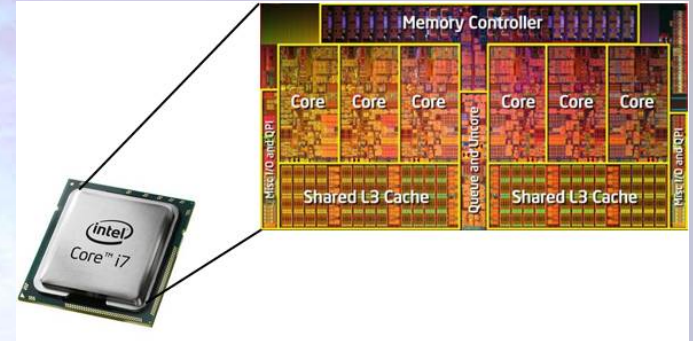 Memory Controller
Core Core Core Core Core Core
Misc I/O and QPI
Queue and Uncore
Misc I/O and QPI
Shared L3 Cache Shared L3 Cache
intel
Core™ i7